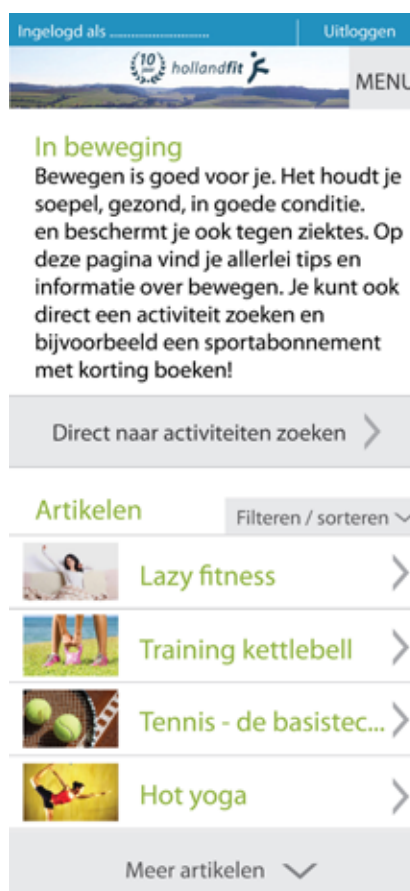 Ingelogd als ............................ Uitloggen
10 jaar hollandfit
MENU
In beweging
Bewegen is goed voor je. Het houdt je
soepel, gezond, in goede conditie.
en beschermt je ook tegen ziektes. Op
deze pagina vind je allerlei tips en
informatie over bewegen. Je kunt ook
direct een activiteit zoeken en
bijvoorbeeld een sportabonnement
met korting boeken!
Direct naar activiteiten zoeken
Artikelen
Filteren / sorteren
Lazy fitness
Training kettlebell
Tennis - de basistec...
Hot yoga
Meer artikelen